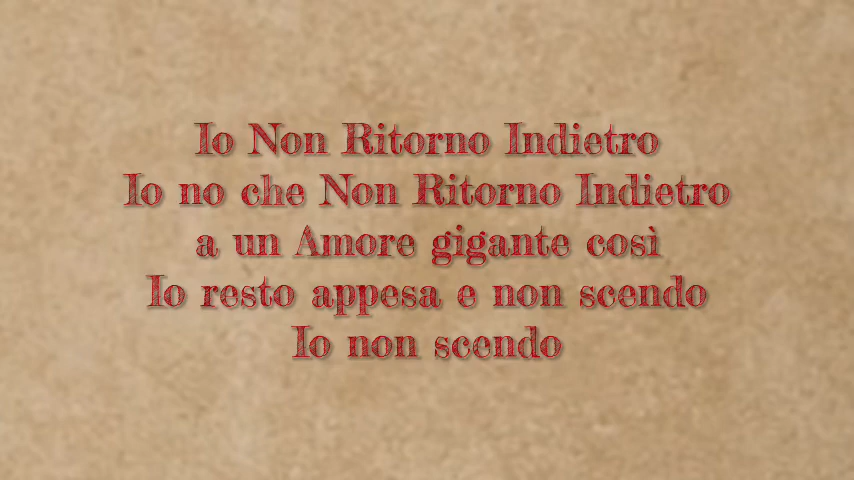 Io Non Ritorno Indietro
Io no che Non Ritorno Indietro
a un Amore gigante così
Io resto appesa e non scendo
Io non scendo